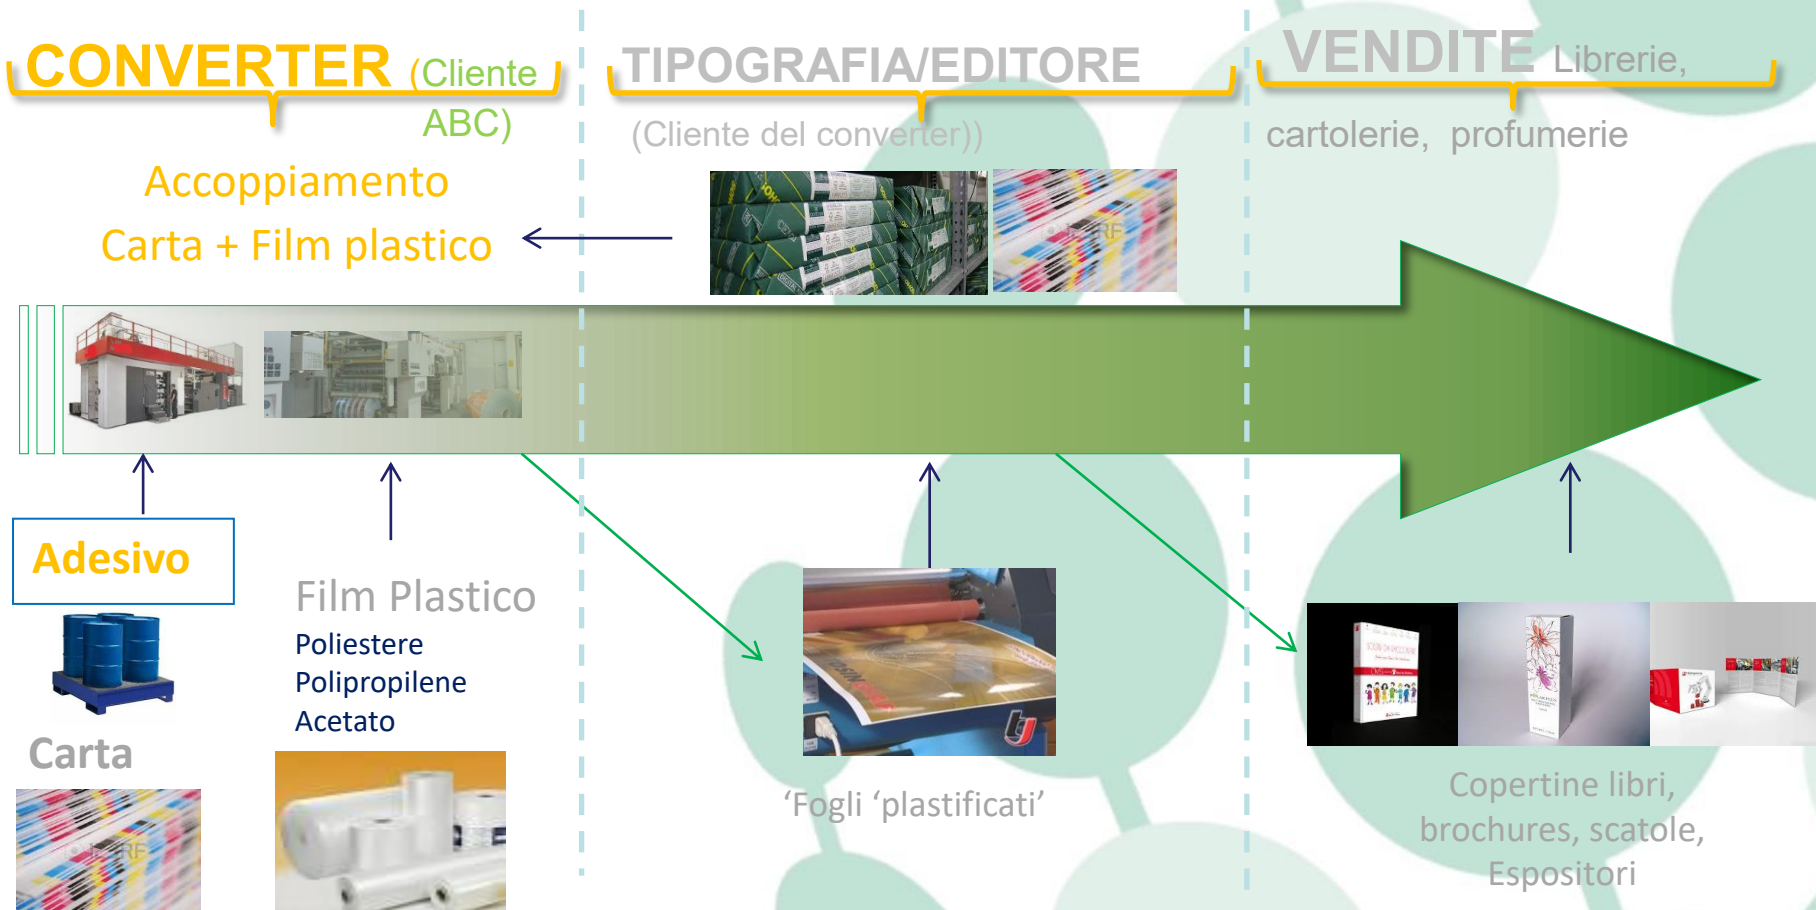 CONVERTER (Cliente
ABC)
TIPOGRAFIA/EDITORE
(Cliente del converter))
VENDITE Librerie,
cartolerie, profumerie
Accoppiamento
Carta + Film plastico
Adesivo
Film Plastico
Poliestere
Polipropilene
Acetato
Carta
‘Fogli ‘plastificati’
Copertine libri,
brochures, scatole,
Espositori